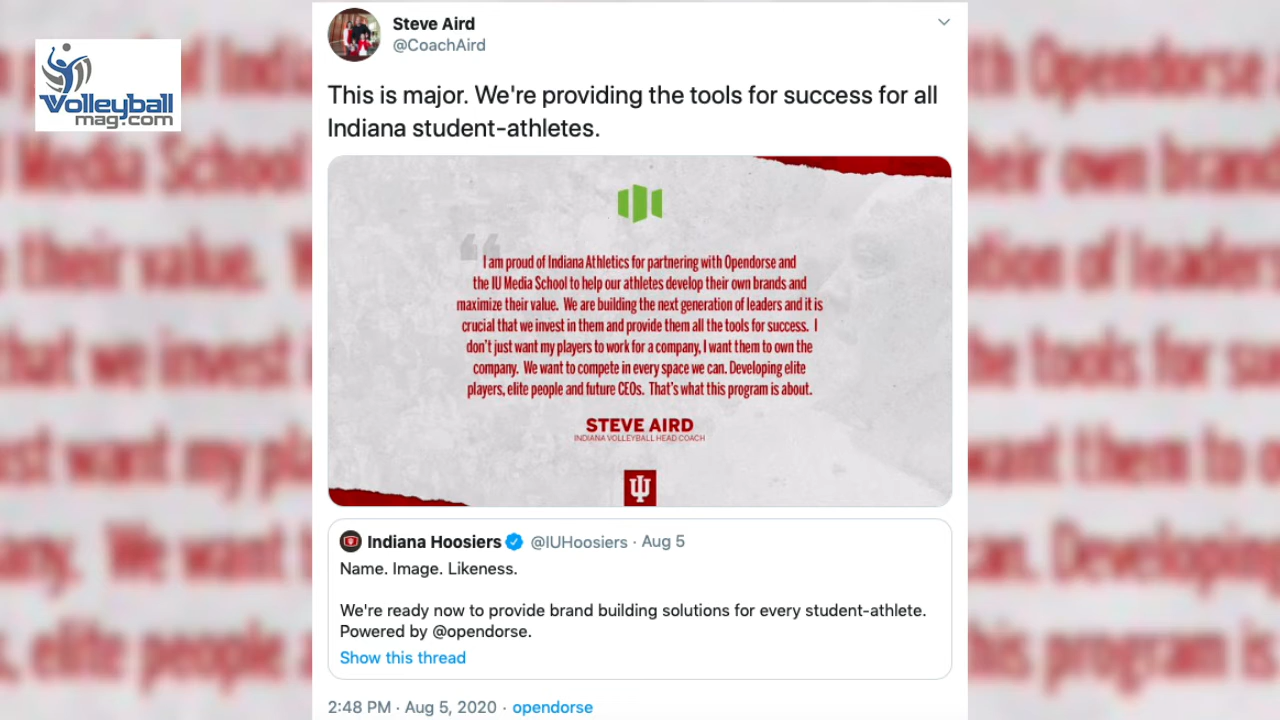 Volleyball
mag.com
Steve Aird
@CoachAird
This is major. We're providing the tools for success for all
Indiana student-athletes.
“
I am proud of Indiana Athletics for partnering with Opendorse and
the IU Media School to help our athletes develop their own brands and
maximize their value. We are building the next generation of leaders and it is
crucial that we invest in them and provide them all the tools for success. I
don't just want my players to work for a company, I want them to own the
company. We want to compete in every space we can. Developing elite
players, elite people and future CEOs. That's what this program is about.
STEVE AIRD
INDIANA VOLLEYBALL HEAD COACH
Indiana Hoosiers @IUHoosiers · Aug 5
Name. Image. Likeness.
We're ready now to provide brand building solutions for every student-athlete.
Powered by @opendorse.
Show this thread
2:48 PM · Aug 5, 2020 · opendorse